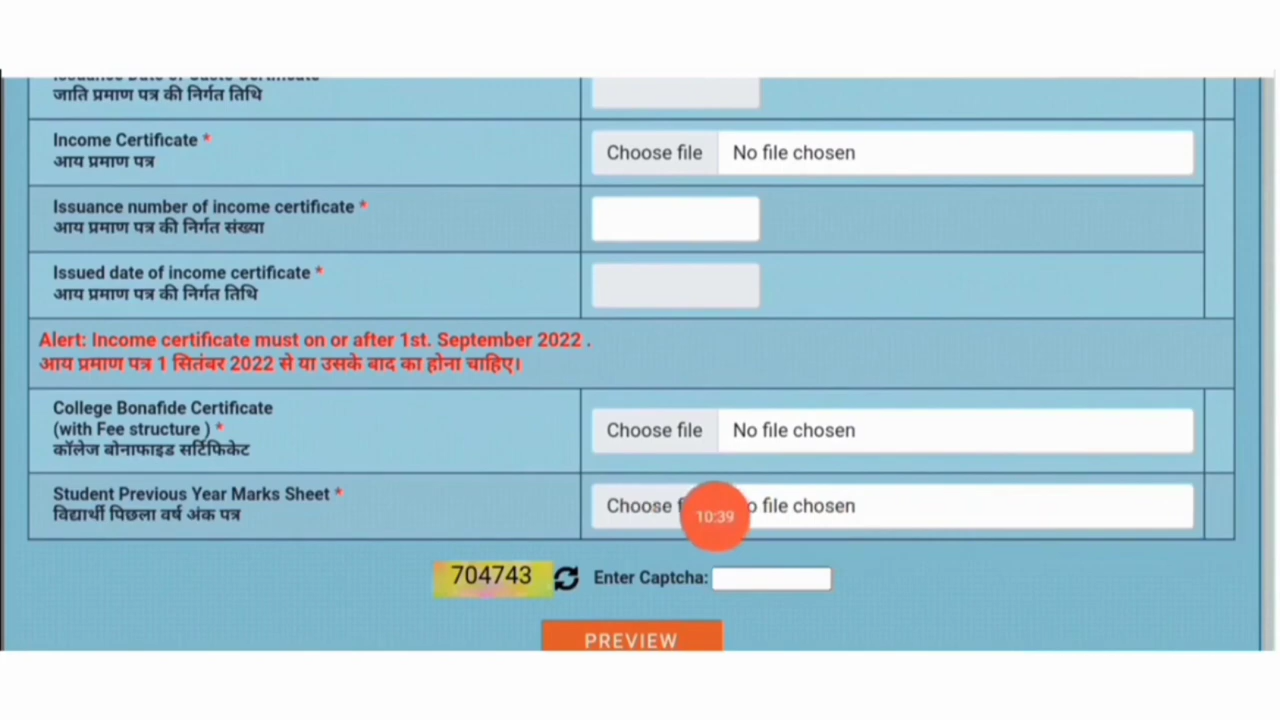 जाति प्रमाण पत्र की निर्गत तिथि
Income Certificate *
आय प्रमाण पत्र
Choose file No file chosen
Issuance number of income certificate *
आय प्रमाण पत्र की निर्गत संख्या
Issued date of income certificate *
आय प्रमाण पत्र की निर्गत तिथि
Alert: Income certificate must on or after 1st. September 2022 .
आय प्रमाण पत्र 1 सितंबर 2022 से या उसके बाद का होना चाहिए।
College Bonafide Certificate
(with Fee structure ) *
कॉलेज बोनाफाइड सर्टिफिकेट
Choose file No file chosen
Student Previous Year Marks Sheet *
विद्यार्थी पिछला वर्ष अंक पत्र
Choose file chosen
10:39
704743 Enter Captcha:
PREVIEW